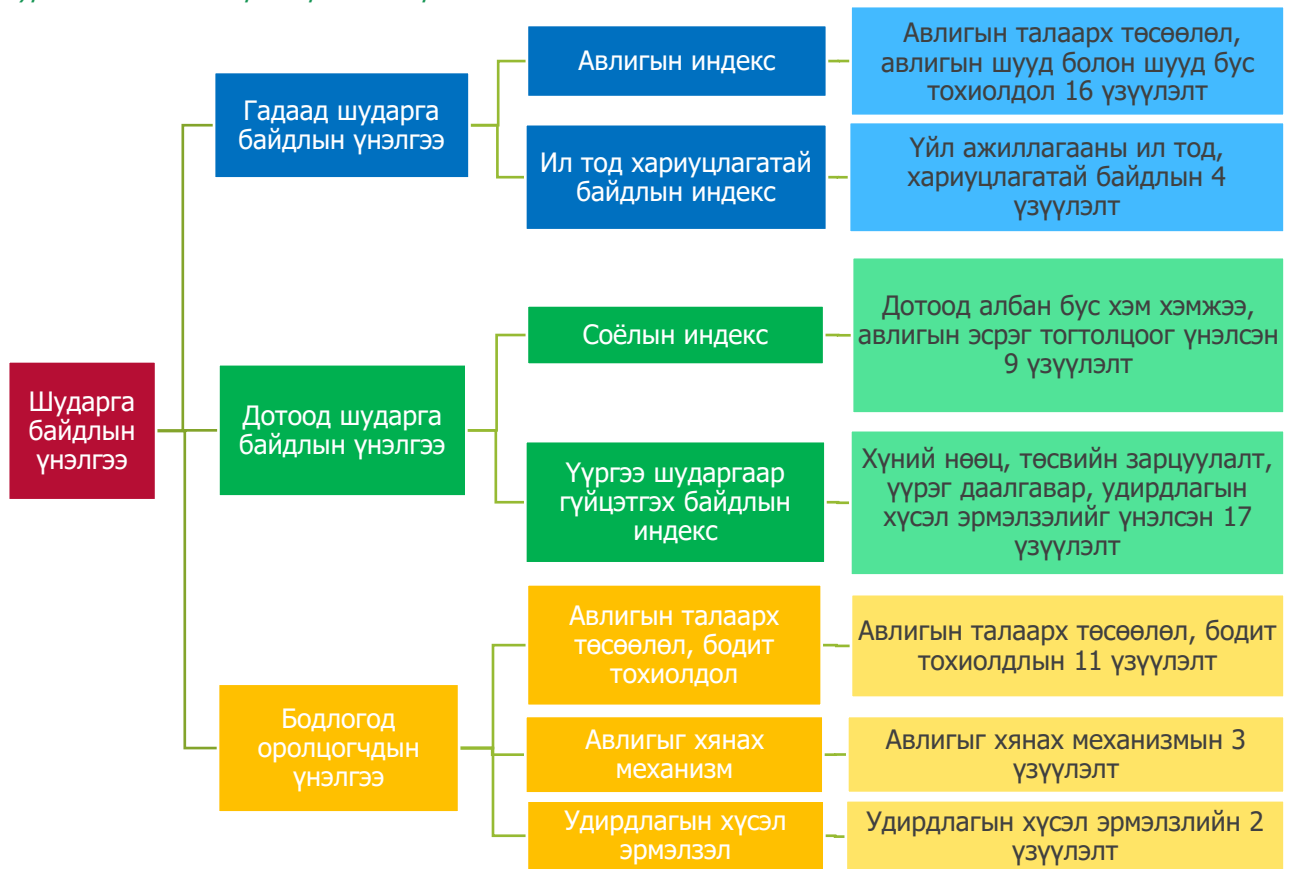 Авлигын индекс
Авлигын талаарх төсөөлөл,
авлигын шууд болон шууд бус
тохиолдол 16 үзүүлэлт
Гадаад шударга
байдлын үнэлгээ
Ил тод хариуцлагатай
байдлын индекс
Үйл ажиллагааны ил тод,
хариуцлагатай байдлын 4
үзүүлэлт
Соёлын индекс
Дотоод албан бус хэм хэмжээ,
авлигын эсрэг тогтолцоог үнэлсэн
9 үзүүлэлт
Шударга
байдлын
үнэлгээ
Дотоод шударга
байдлын үнэлгээ
Үүргээ шударгаар
гүйцэтгэх байдлын
индекс
Хүний нөөц, төсвийн зарцуулалт,
үүрэг даалгавар, удирдлагын
хүсэл эрмэлзэлийг үнэлсэн 17
үзүүлэлт
Авлигын талаарх
төсөөлөл, бодит
тохиолдол
Авлигын талаарх төсөөлөл, бодит
тохиолдлын 11 үзүүлэлт
Бодлогод
оролцогчдын
үнэлгээ
Авлигыг хянах
механизм
Авлигыг хянах механизмын 3
үзүүлэлт
Удирдлагын хүсэл
эрмэлзэл
Удирдлагын хүсэл эрмэлзлийн 2
үзүүлэлт